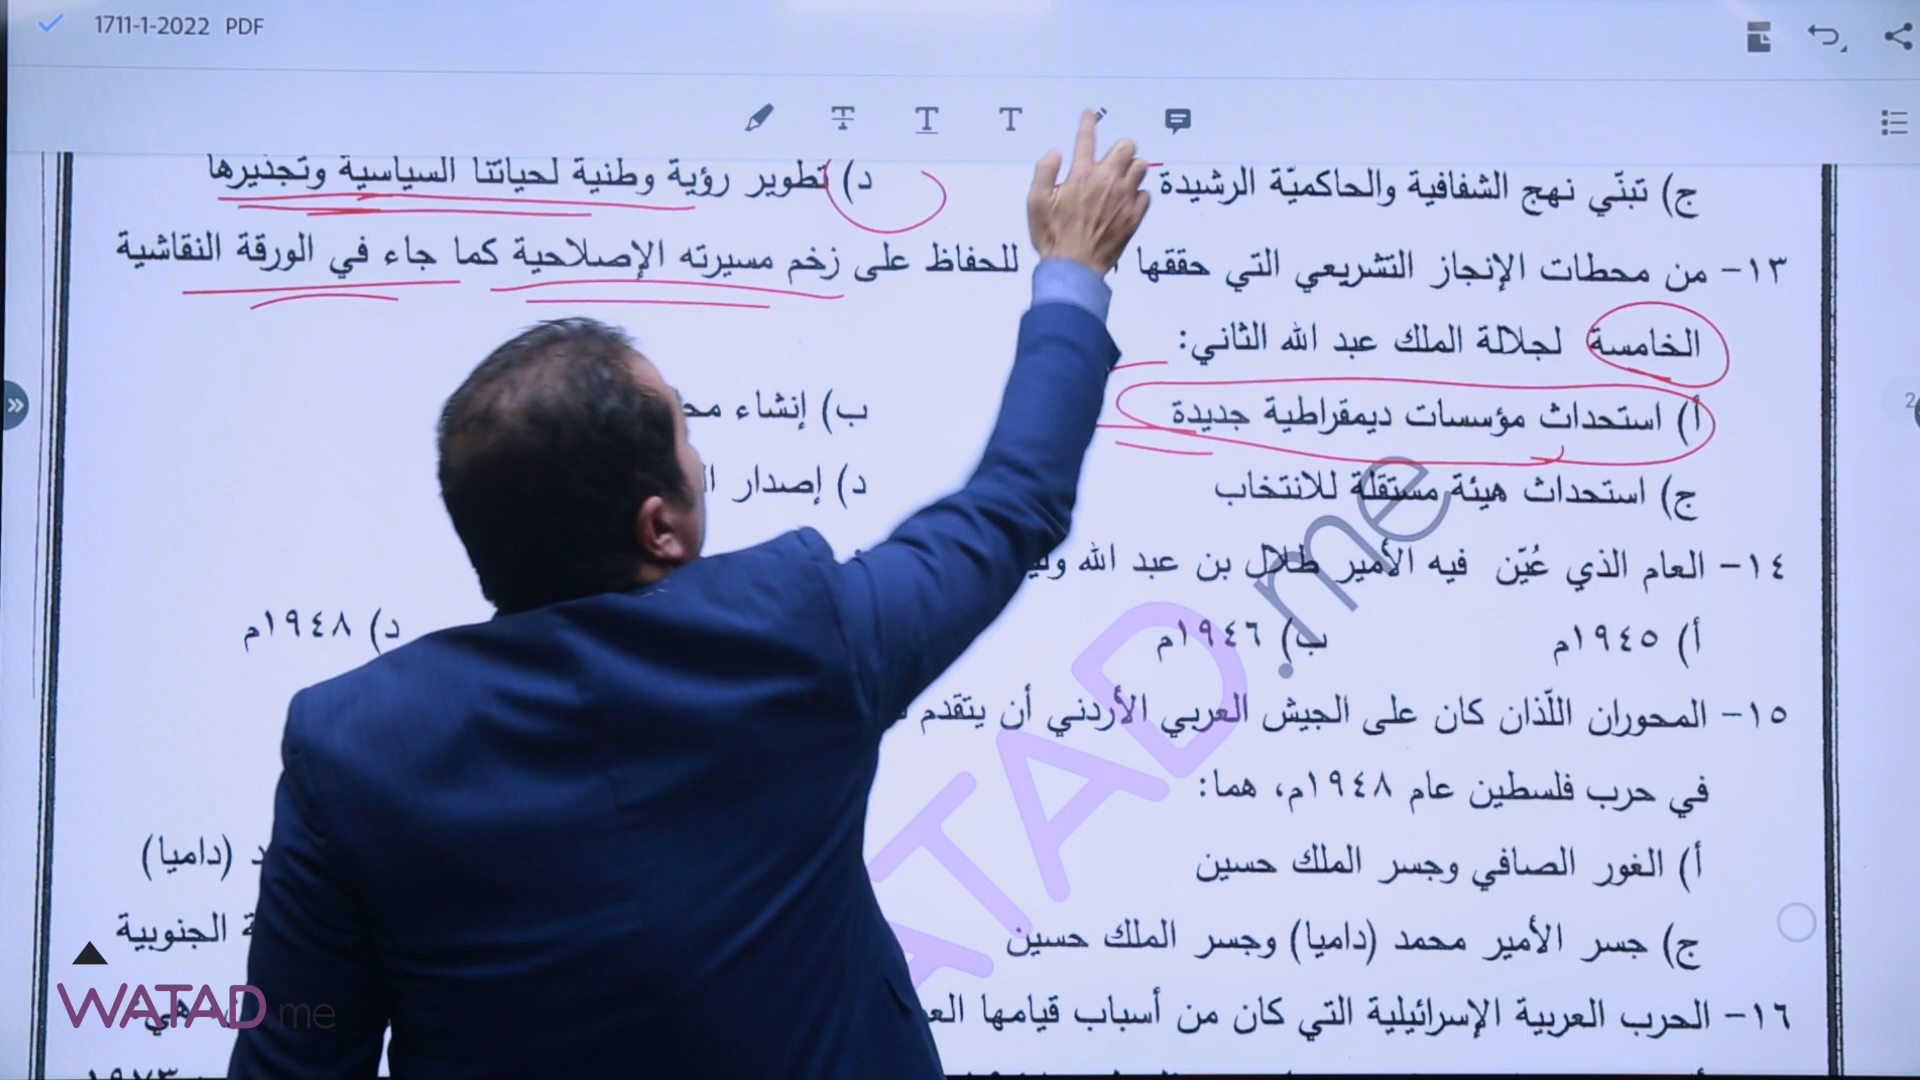 1711-1-2022 PDF
ج) تبنّي نهج الشفافية والحاكميّة الرشيدة د) تطوير رؤية وطنية لحياتنا السياسية وتجذيرها
١٣- من محطات الإنجاز التشريعي التي حققها للحفاظ على زخم مسيرته الإصلاحية كما جاء في الورقة النقاشية
الخامسة لجلالة الملك عبد الله الثاني:
أ) استحداث مؤسسات ديمقراطية جديدة ب) إنشاء
ج) استحداث هيئة مستقلة للانتخاب د) إصدار
١٤- العام الذي عُيّن فيه الأمير طلال بن عبد الله
أ) ١٩٤٥م ب) ١٩٤٦م د) ١٩٤٨م
١٥- المحوران اللّذان كان على الجيش العربي الأردني أن يتقدم
في حرب فلسطين عام ١٩٤٨م، هما:
أ) الغور الصافي وجسر الملك حسين (داميا)
ج) جسر الأمير محمد (داميا) وجسر الملك حسين الجنوبية
١٦- الحرب العربية الإسرائيلية التي كان من أسباب قيامها هي:
WATAD.me
WATAD.me